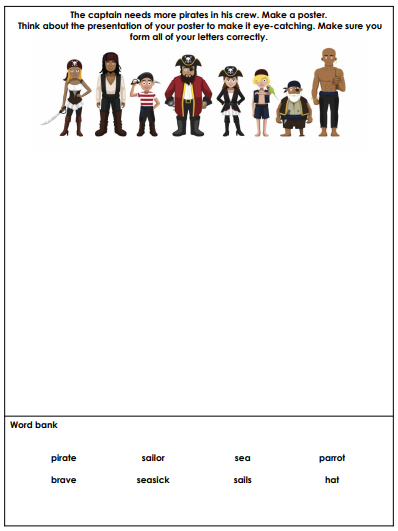 The captain needs more pirates in his crew. Make a poster.
Think about the presentation of your poster to make it eye-catching. Make sure you
form all of your letters correctly.
Word bank
pirate sailor sea parrot
brave seasick sails hat